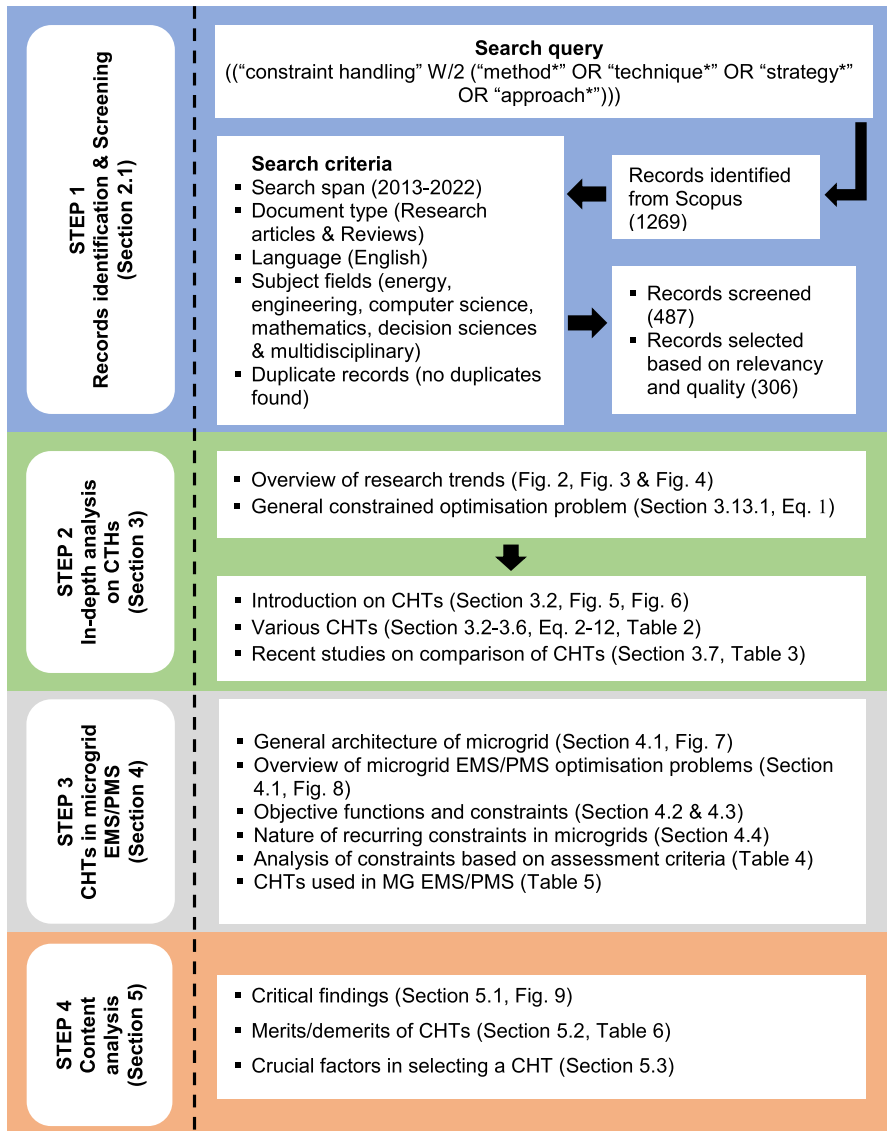 STEP 1
Records identification & Screening
(Section 2.1)
Search query
((“constraint handling” W/2 (“method*” OR “technique*” OR “strategy*”
OR “approach*”)))
Records identified
from Scopus
(1269)
Search criteria
▪ Search span (2013-2022)
▪ Document type (Research
articles & Reviews)
▪ Language (English)
▪ Subject fields (energy,
engineering, computer science,
mathematics, decision sciences
& multidisciplinary)
▪ Duplicate records (no duplicates
found)
▪ Records screened
(487)
▪ Records selected
based on relevancy
and quality (306)
STEP 2
In-depth analysis
on CTHs
(Section 3)
▪ Overview of research trends (Fig. 2, Fig. 3 & Fig. 4)
▪ General constrained optimisation problem (Section 3.13.1, Eq. 1)
▪ Introduction on CHTs (Section 3.2, Fig. 5, Fig. 6)
▪ Various CHTs (Section 3.2-3.6, Eq. 2-12, Table 2)
▪ Recent studies on comparison of CHTs (Section 3.7, Table 3)
STEP 3
CHTs in microgrid
EMS/PMS
(Section 4)
▪ General architecture of microgrid (Section 4.1, Fig. 7)
▪ Overview of microgrid EMS/PMS optimisation problems (Section
4.1, Fig. 8)
▪ Objective functions and constraints (Section 4.2 & 4.3)
▪ Nature of recurring constraints in microgrids (Section 4.4)
▪ Analysis of constraints based on assessment criteria (Table 4)
▪ CHTs used in MG EMS/PMS (Table 5)
STEP 4
Content
analysis
(Section 5)
▪ Critical findings (Section 5.1, Fig. 9)
▪ Merits/demerits of CHTs (Section 5.2, Table 6)
▪ Crucial factors in selecting a CHT (Section 5.3)